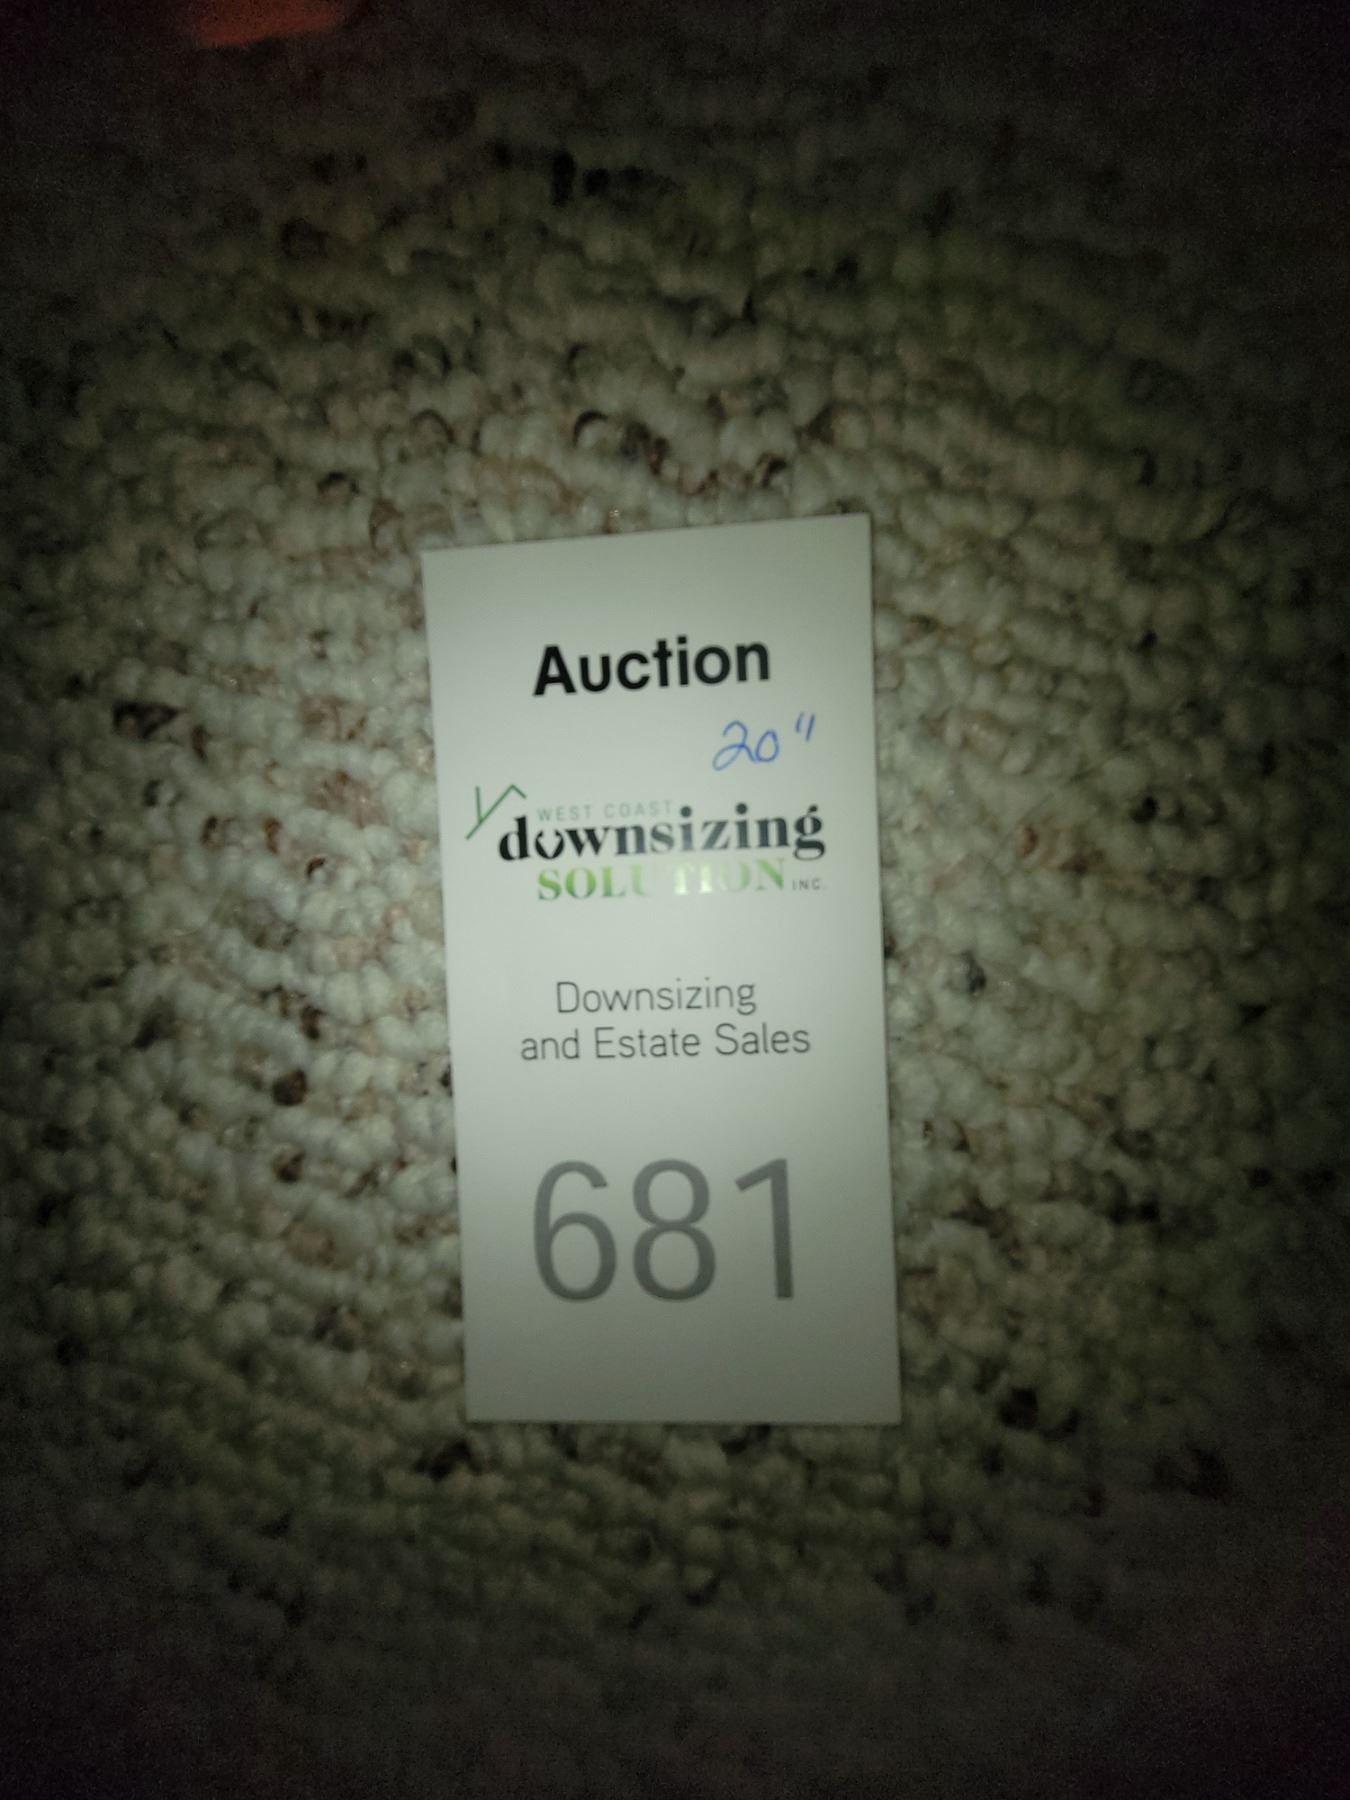 Auction
20"
WEST COAST
downsizing
SOLUTION INC.
Downsizing
and Estate Sales
681